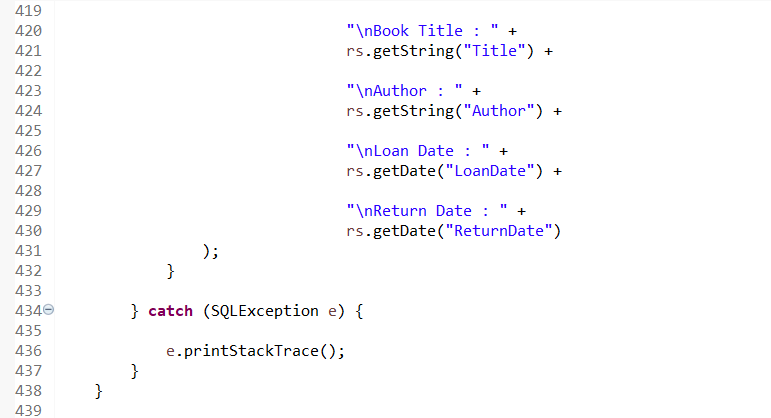 419
420 "\nBook Title : " +
421 rs.getString("Title") +
422
423 "\nAuthor : " +
424 rs.getString("Author") +
425
426 "\nLoan Date : " +
427 rs.getDate("LoanDate") +
428
429 "\nReturn Date : " +
430 rs.getDate("ReturnDate")
431 );
432 }
433
434 } catch (SQLException e) {
435
436 e.printStackTrace();
437 }
438 }
439